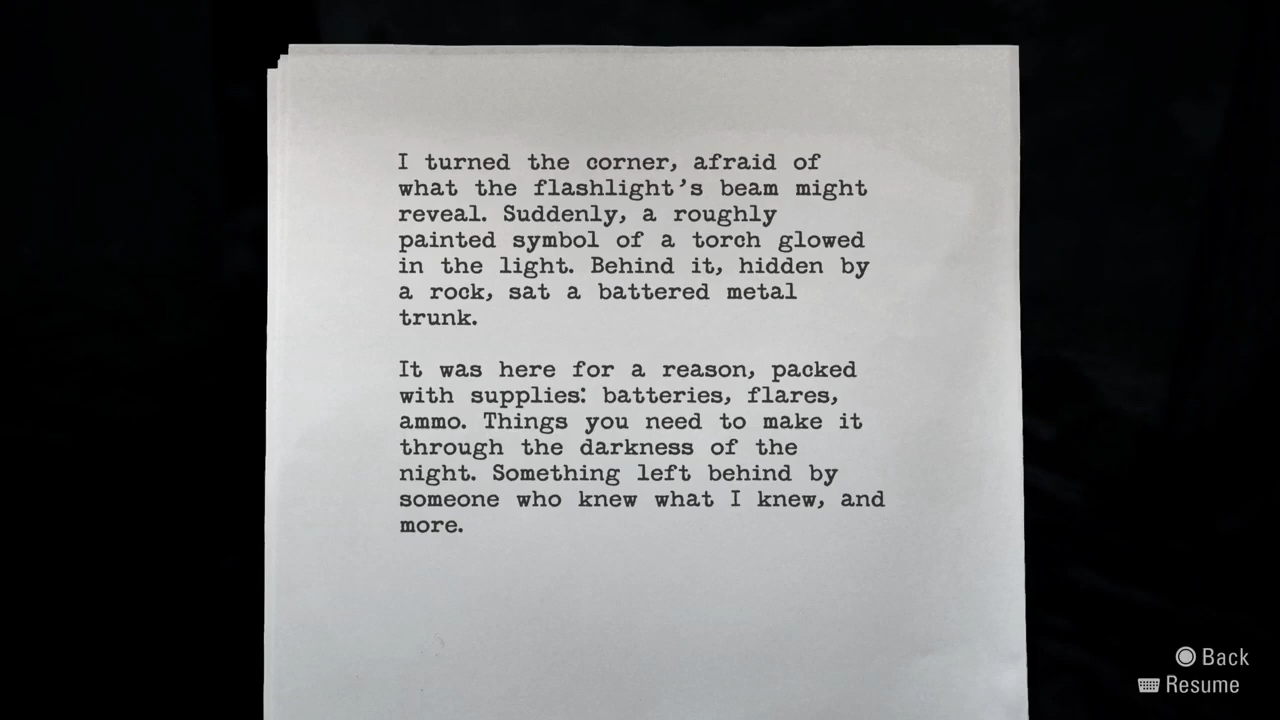 I turned the corner, afraid of
what the flashlight's beam might
reveal. Suddenly, a roughly
painted symbol of a torch glowed
in the light. Behind it, hidden by
a rock, sat a battered metal
trunk.
It was here for a reason, packed
with supplies: batteries, flares,
ammo. Things you need to make it
through the darkness of the
night. Something left behind by
someone who knew what I knew, and
more.
Back
Resume